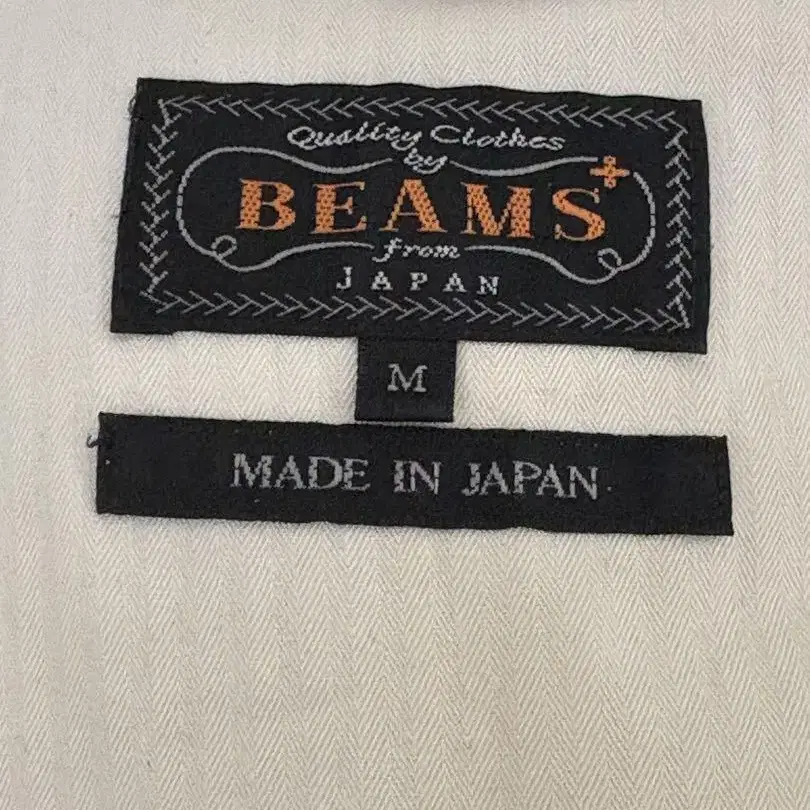 Quality Clothes
by
BEAMS+
from
JAPAN
M
MADE IN JAPAN